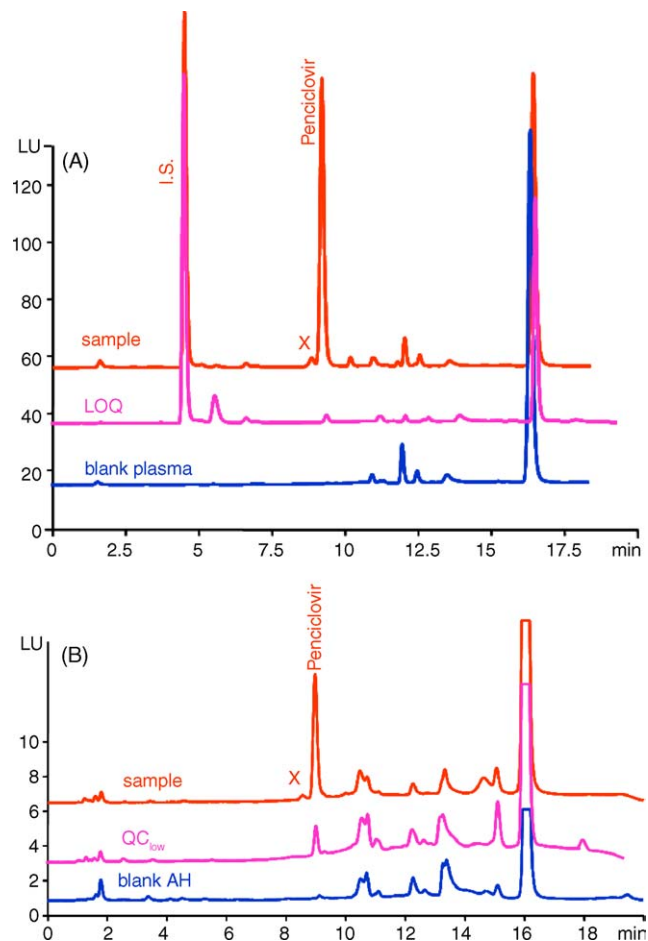 LU
(A)
I.S.
Penciclovir
120
100
80
sample
X
60
LOQ
40
blank plasma
20
0
0 2.5 5 7.5 10 12.5 15 17.5 min
LU
(B)
Penciclovir
10
sample
X
8
6
QClow
4
blank AH
2
0
0 2 4 6 8 10 12 14 16 18 min